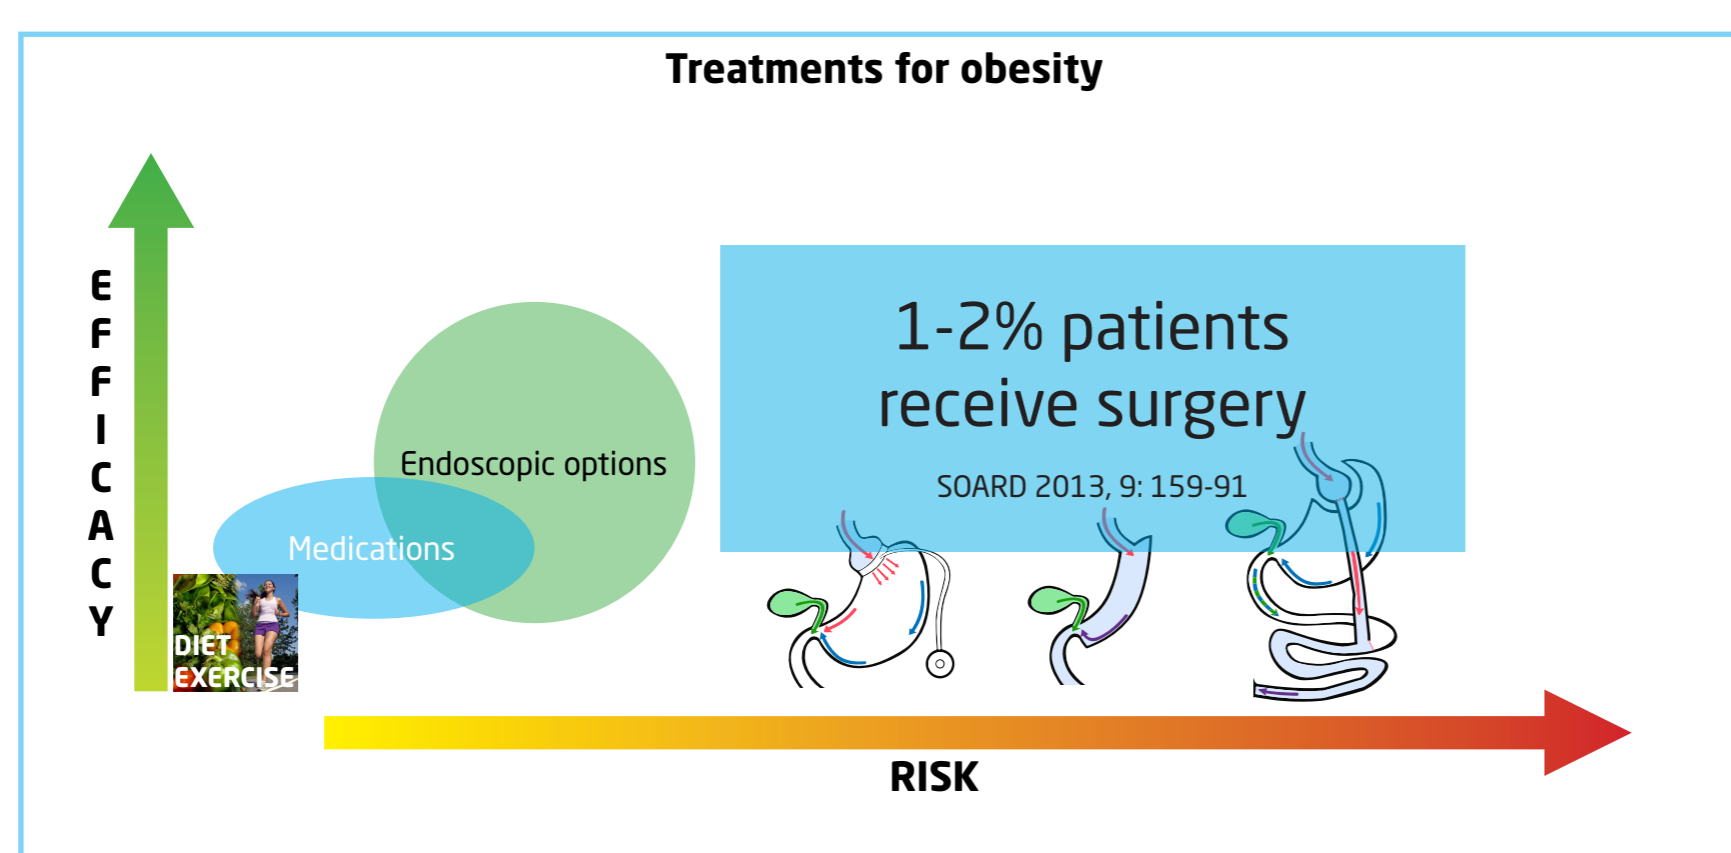 Treatments for obesity
EFFICACY
1-2% patients
receive surgery
SOARD 2013, 9: 159-91
Endoscopic options
Medications
DIET
EXERCISE
RISK